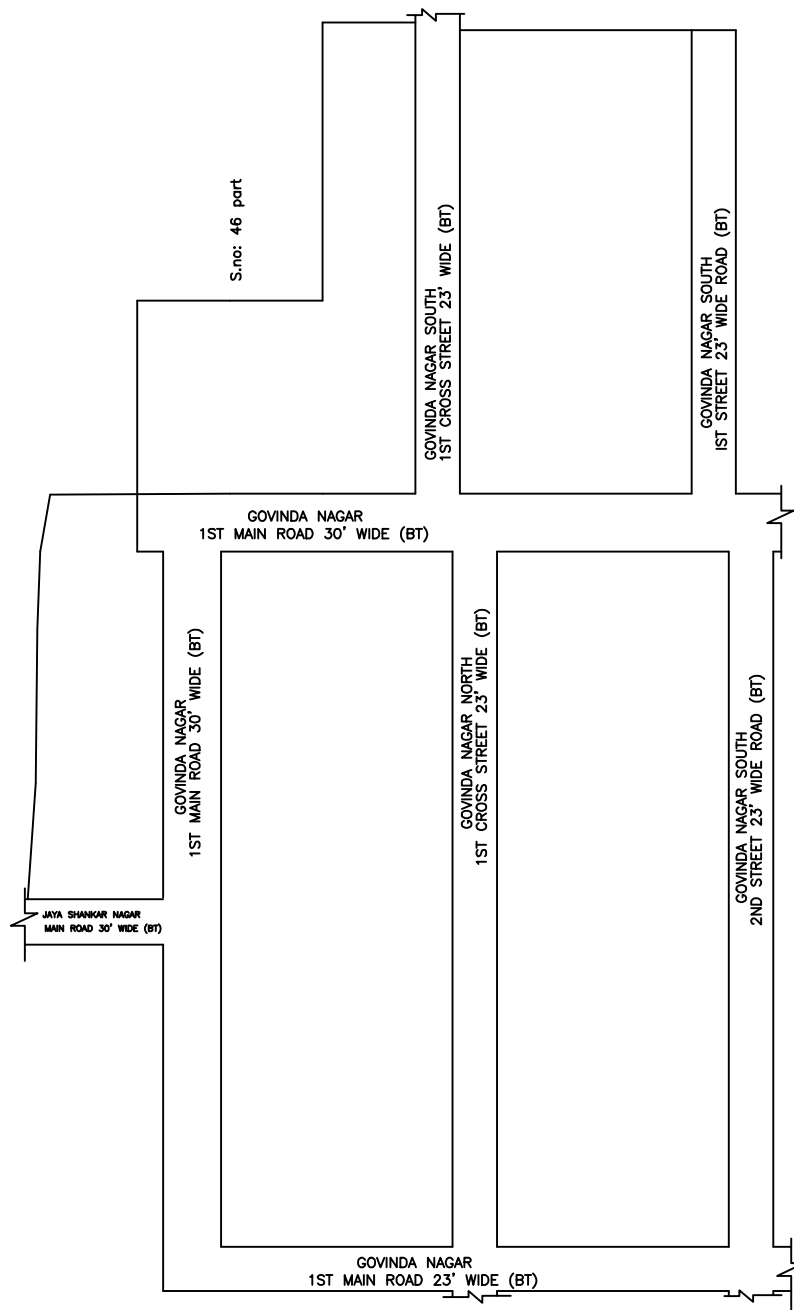 S.no: 46 part
GOVINDA NAGAR SOUTH
1ST CROSS STREET 23' WIDE (BT)
GOVINDA NAGAR SOUTH
IST STREET 23' WIDE ROAD (BT)
GOVINDA NAGAR
1ST MAIN ROAD 30' WIDE (BT)
GOVINDA NAGAR
1ST MAIN ROAD 30' WIDE (BT)
GOVINDA NAGAR NORTH
1ST CROSS STREET 23' WIDE (BT)
GOVINDA NAGAR SOUTH
2ND STREET 23' WIDE ROAD (BT)
JAYA SHANKAR NAGAR
MAIN ROAD 30' WIDE (BT)
GOVINDA NAGAR
1ST MAIN ROAD 23' WIDE (BT)